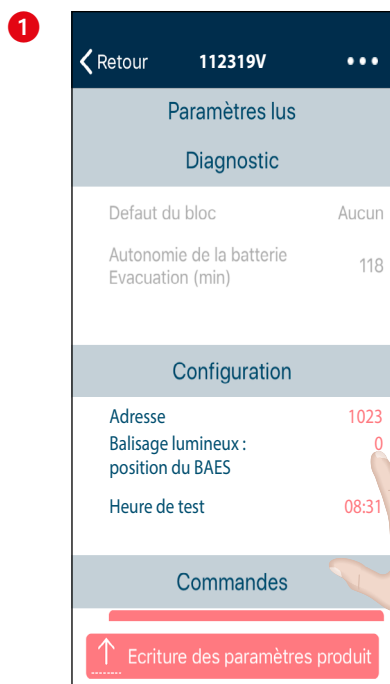 1
Retour 112319V •••
Paramètres lus
Diagnostic
Defaut du bloc Aucun
Autonomie de la batterie
Evacuation (min) 118
Configuration
Adresse 1023
Balisage lumineux : 0
position du BAES
Heure de test 08:31
Commandes
Ecriture des paramètres produit